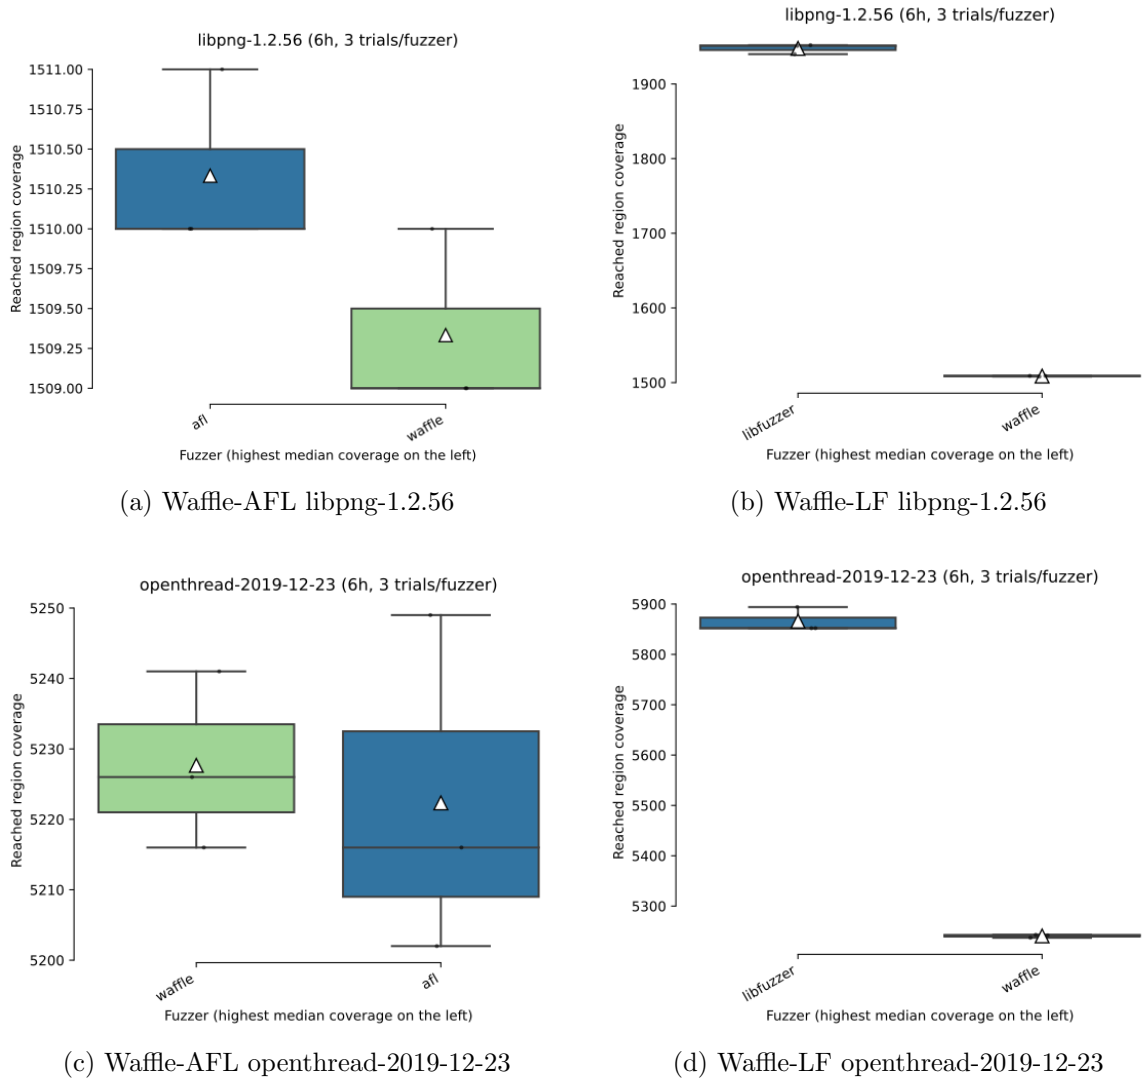 libpng-1.2.56 (6h, 3 trials/fuzzer)
1511.00
1510.75
1510.50
1510.25
1510.00
1509.75
1509.50
1509.25
1509.00
Reached region coverage
afl
waffle
Fuzzer (highest median coverage on the left)
(a) Waffle-AFL libpng-1.2.56
libpng-1.2.56 (6h, 3 trials/fuzzer)
1900
1800
1700
1600
1500
Reached region coverage
libfuzzer
waffle
Fuzzer (highest median coverage on the left)
(b) Waffle-LF libpng-1.2.56
openthread-2019-12-23 (6h, 3 trials/fuzzer)
5250
5240
5230
5220
5210
5200
Reached region coverage
waffle
afl
Fuzzer (highest median coverage on the left)
(c) Waffle-AFL openthread-2019-12-23
openthread-2019-12-23 (6h, 3 trials/fuzzer)
5900
5800
5700
5600
5500
5400
5300
Reached region coverage
libfuzzer
waffle
Fuzzer (highest median coverage on the left)
(d) Waffle-LF openthread-2019-12-23